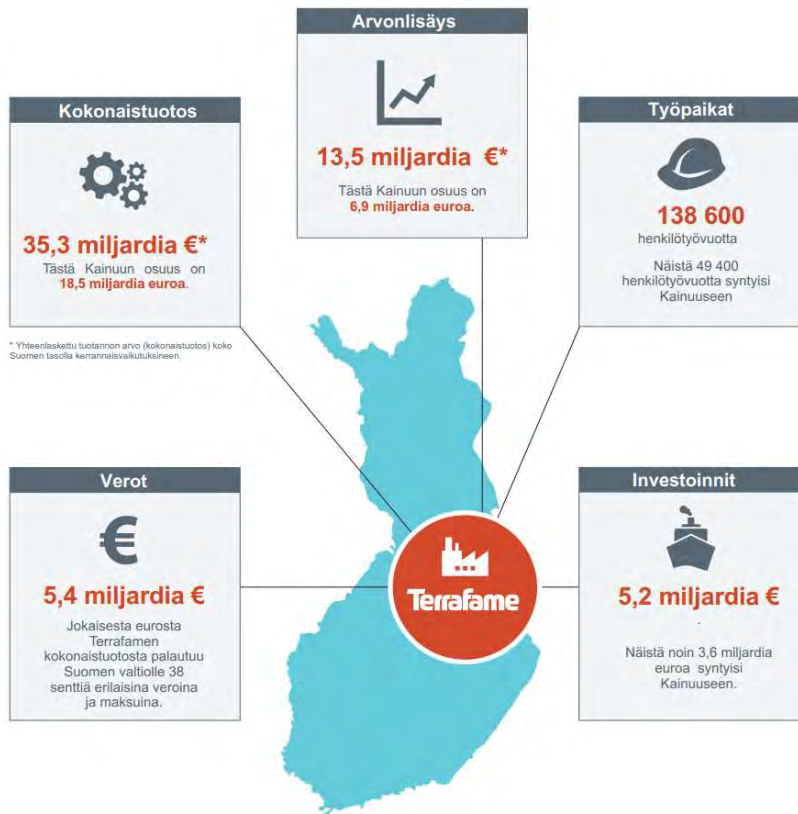 Arvonlisäys
13,5 miljardia €*
Tästä Kainuun osuus on
6,9 miljardia euroa.
Kokonaistuotos
35,3 miljardia €*
Tästä Kainuun osuus on
18,5 miljardia euroa.
* Yhteenlaskettu tuotannon arvo (kokonaistuotos) koko
Suomen tasolla kerrannaisvaikutuksineen.
Työpaikat
138 600
henkilötyövuotta
Näistä 49 400
henkilötyövuotta syntyisi
Kainuuseen
Verot
€
5,4 miljardia €
Jokaisesta eurosta
Terrafamen
kokonaistuotosta palautuu
Suomen valtiolle 38
senttiä erilaisina veroina
ja maksuina.
Terrafame
Investoinnit
5,2 miljardia €
.
Näistä noin 3,6 miljardia
euroa syntyisi
Kainuuseen.